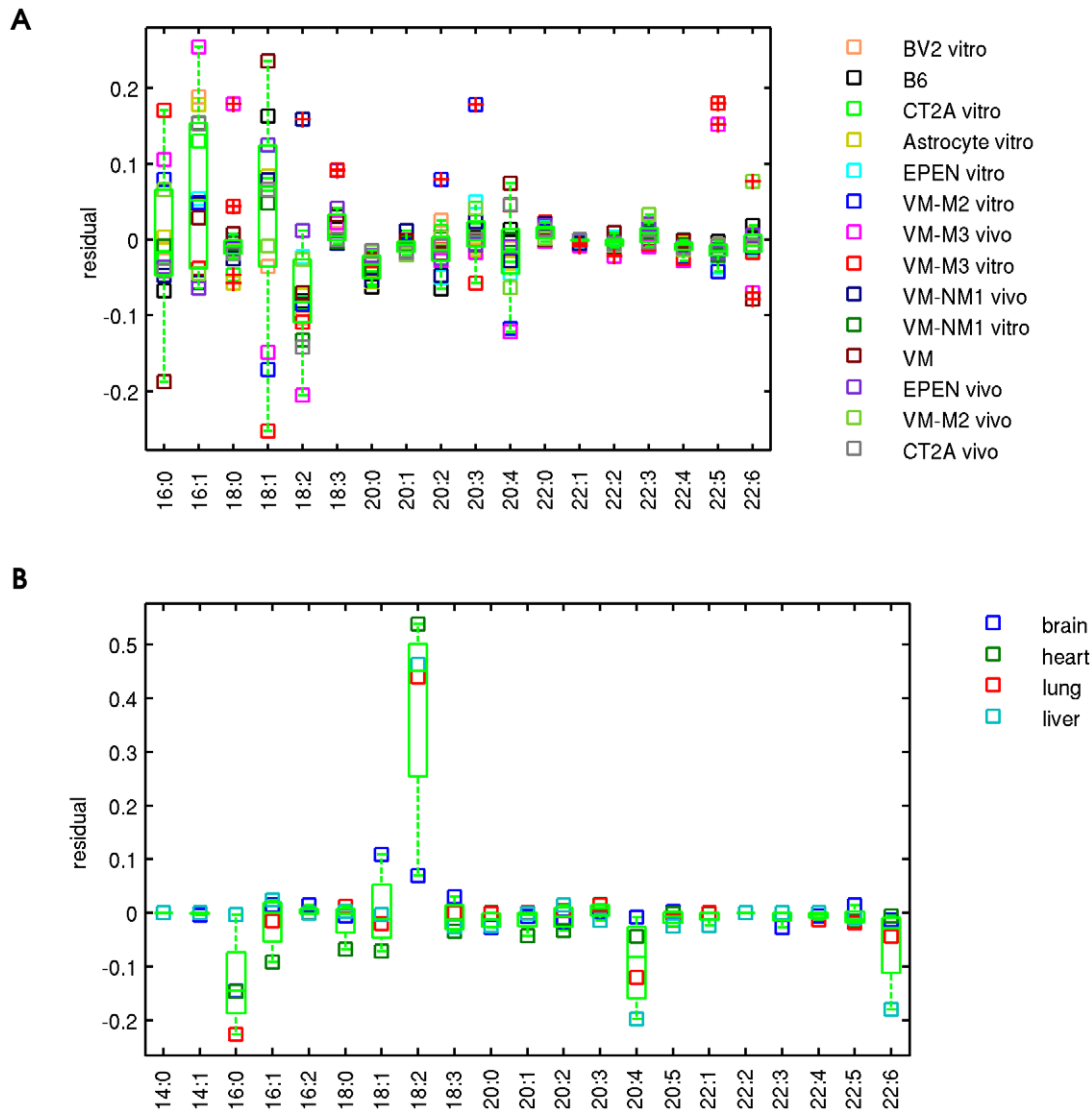 A
0.2
0.1
0
-0.1
-0.2
residual
16:0 16:1 18:0 18:1 18:2 18:3 20:0 20:1 20:2 20:3 20:4 22:0 22:1 22:2 22:3 22:4 22:5 22:6
BV2 vitro
B6
CT2A vitro
Astrocyte vitro
EPEN vitro
VM-M2 vitro
VM-M3 vivo
VM-M3 vitro
VM-NM1 vivo
VM-NM1 vitro
VM
EPEN vivo
VM-M2 vivo
CT2A vivo
B
0.5
0.4
0.3
0.2
0.1
0
-0.1
-0.2
residual
14:0 14:1 16:0 16:1 16:2 18:0 18:1 18:2 18:3 20:0 20:1 20:2 20:3 20:4 20:5 22:1 22:2 22:3 22:4 22:5 22:6
brain
heart
lung
liver